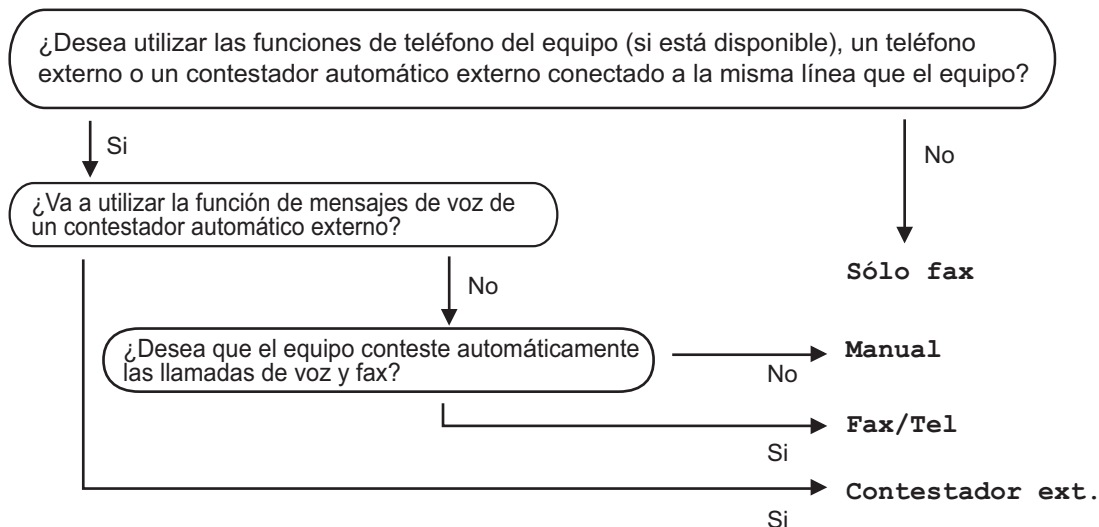 ¿Desea utilizar las funciones de teléfono del equipo (si está disponible), un teléfono
externo o un contestador automático externo conectado a la misma línea que el equipo?
Si
No
¿Va a utilizar la función de mensajes de voz de
un contestador automático externo?
Sólo fax
No
¿Desea que el equipo conteste automáticamente
las llamadas de voz y fax?
No
Manual
Si
Fax/Tel
Si
Contestador ext.